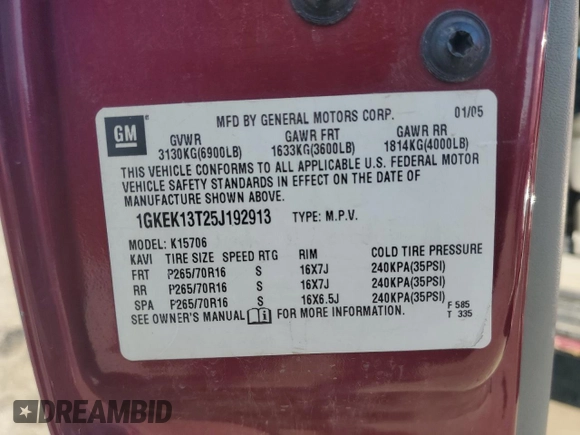 GM
MFD BY GENERAL MOTORS CORP. 01/05
GVWR GAWR FRT GAWR RR
3130KG(6900LB) 1633KG(3600LB) 1814KG(4000LB)
THIS VEHICLE CONFORMS TO ALL APPLICABLE U.S. FEDERAL MOTOR
VEHICLE SAFETY STANDARDS IN EFFECT ON THE DATE OF
MANUFACTURE SHOWN ABOVE.
1GKEK13T25J192913 TYPE: M.P.V.
MODEL: K15706
KAVI TIRE SIZE SPEED RTG RIM COLD TIRE PRESSURE
FRT P265/70R16 S 16X7J 240KPA(35PSI)
RR P265/70R16 S 16X7J 240KPA(35PSI)
SPA P265/70R16 S 16X6.5J 240KPA(35PSI)
SEE OWNER'S MANUAL FOR MORE INFORMATION. F 585
T 335
DREAMBID